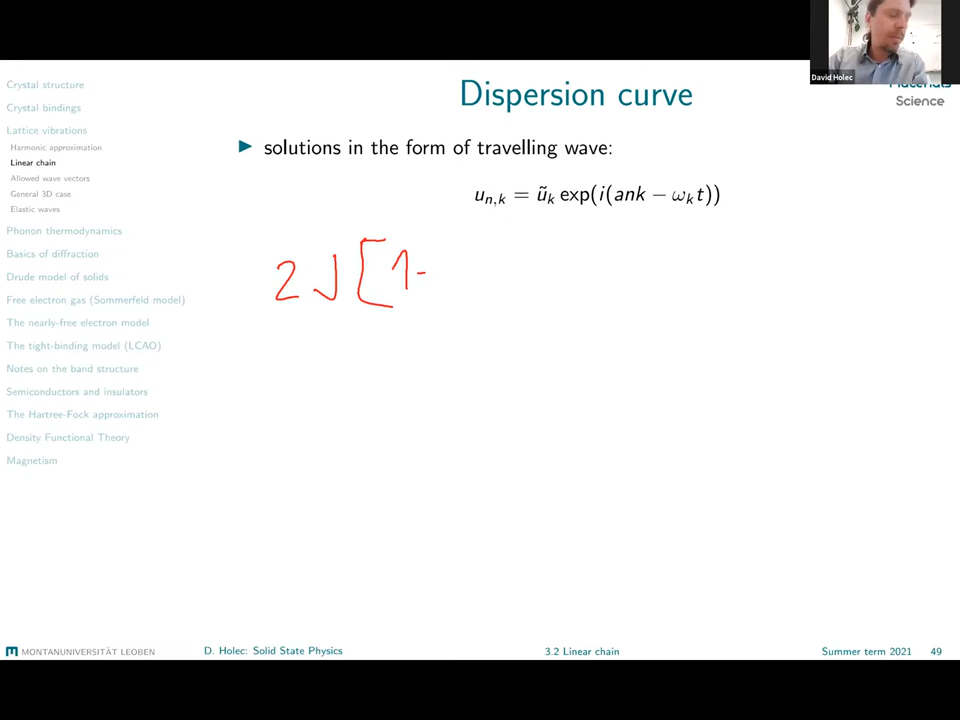 David Holec
Materials
Science
Crystal structure
Crystal bindings
Lattice vibrations
Harmonic approximation
Linear chain
Allowed wave vectors
General 3D case
Elastic waves
Phonon thermodynamics
Basics of diffraction
Drude model of solids
Free electron gas (Sommerfeld model)
The nearly-free electron model
The tight-binding model (LCAO)
Notes on the band structure
Semiconductors and insulators
The Hartree-Fock approximation
Density Functional Theory
Magnetism
Dispersion curve
▶ solutions in the form of travelling wave:
u_{n,k} = ũ_k exp(i(ank − ω_k t))
2 J [ 1 -
MONTANUNIVERSITÄT LEOBEN D. Holec: Solid State Physics 3.2 Linear chain Summer term 2021 49